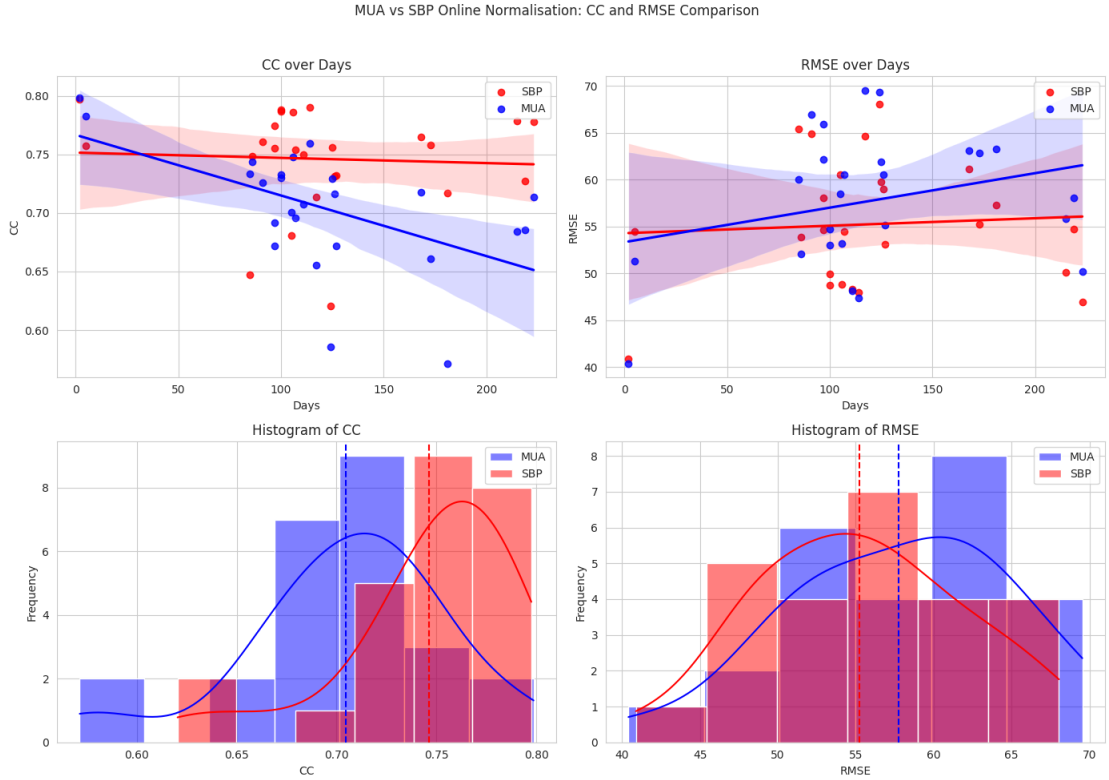 MUA vs SBP Online Normalisation: CC and RMSE Comparison
CC over Days
SBP
MUA
0.80
0.75
0.70
0.65
0.60
CC
0
50
100
150
200
Days
RMSE over Days
SBP
MUA
70
65
60
55
50
45
40
RMSE
0
50
100
150
200
Days
Histogram of CC
MUA
SBP
8
6
4
2
0
Frequency
0.60
0.65
0.70
0.75
0.80
CC
Histogram of RMSE
MUA
SBP
8
7
6
5
4
3
2
1
0
Frequency
40
45
50
55
60
65
70
RMSE